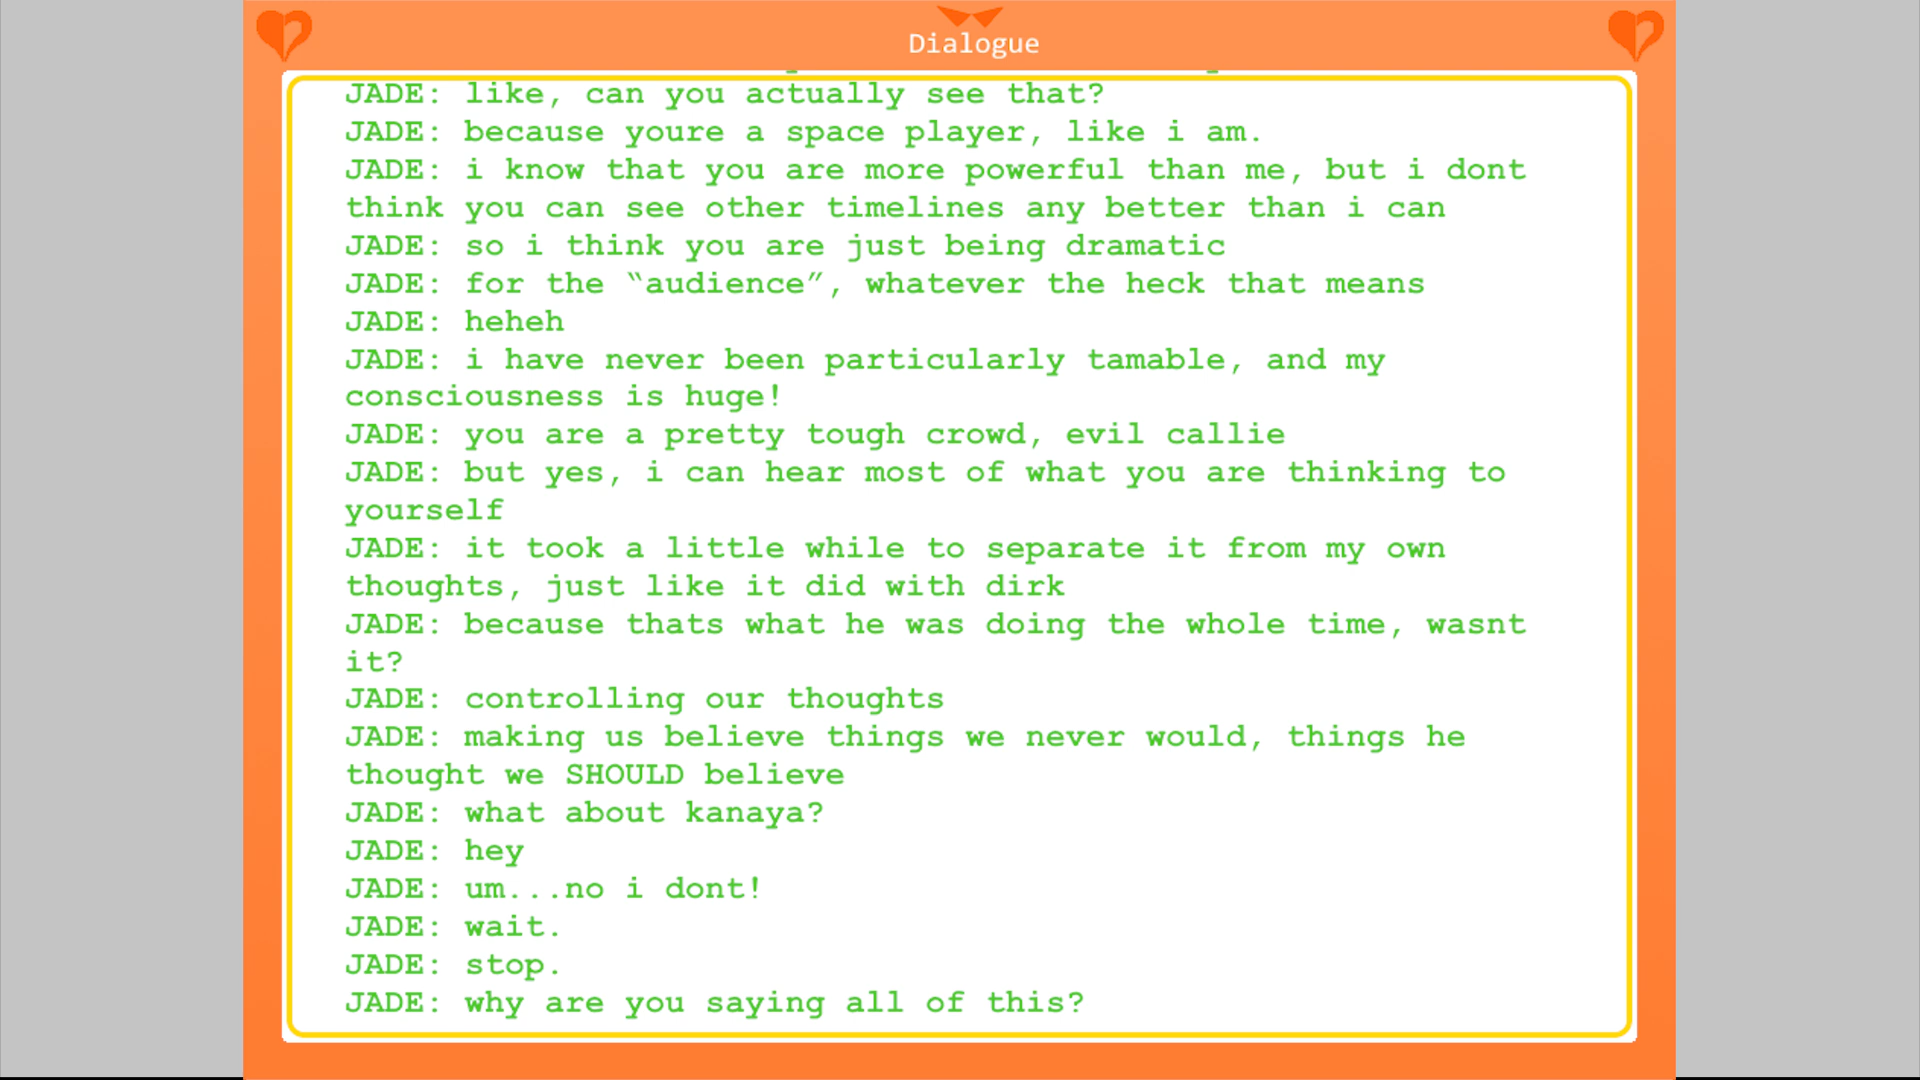 Dialogue
JADE: like, can you actually see that?
JADE: because youre a space player, like i am.
JADE: i know that you are more powerful than me, but i dont
think you can see other timelines any better than i can
JADE: so i think you are just being dramatic
JADE: for the “audience”, whatever the heck that means
JADE: heheh
JADE: i have never been particularly tamable, and my
consciousness is huge!
JADE: you are a pretty tough crowd, evil callie
JADE: but yes, i can hear most of what you are thinking to
yourself
JADE: it took a little while to separate it from my own
thoughts, just like it did with dirk
JADE: because thats what he was doing the whole time, wasnt
it?
JADE: controlling our thoughts
JADE: making us believe things we never would, things he
thought we SHOULD believe
JADE: what about kanaya?
JADE: hey
JADE: um...no i dont!
JADE: wait.
JADE: stop.
JADE: why are you saying all of this?